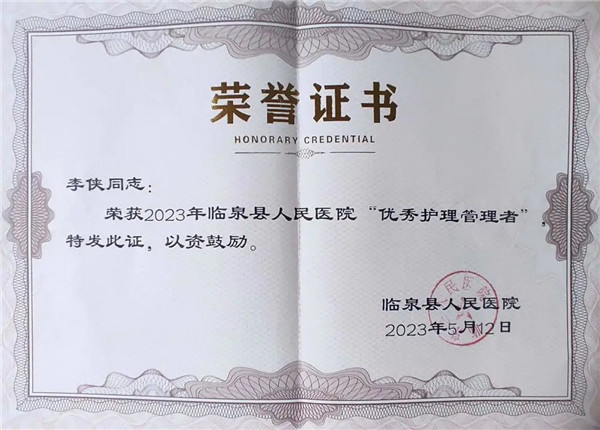 荣誉证书
HONORARY CREDENTIAL
李侠同志：
荣获2023年临泉县人民医院“优秀护理管理者”，
特发此证，以资鼓励。
临泉县人民医院
2023年5月12日